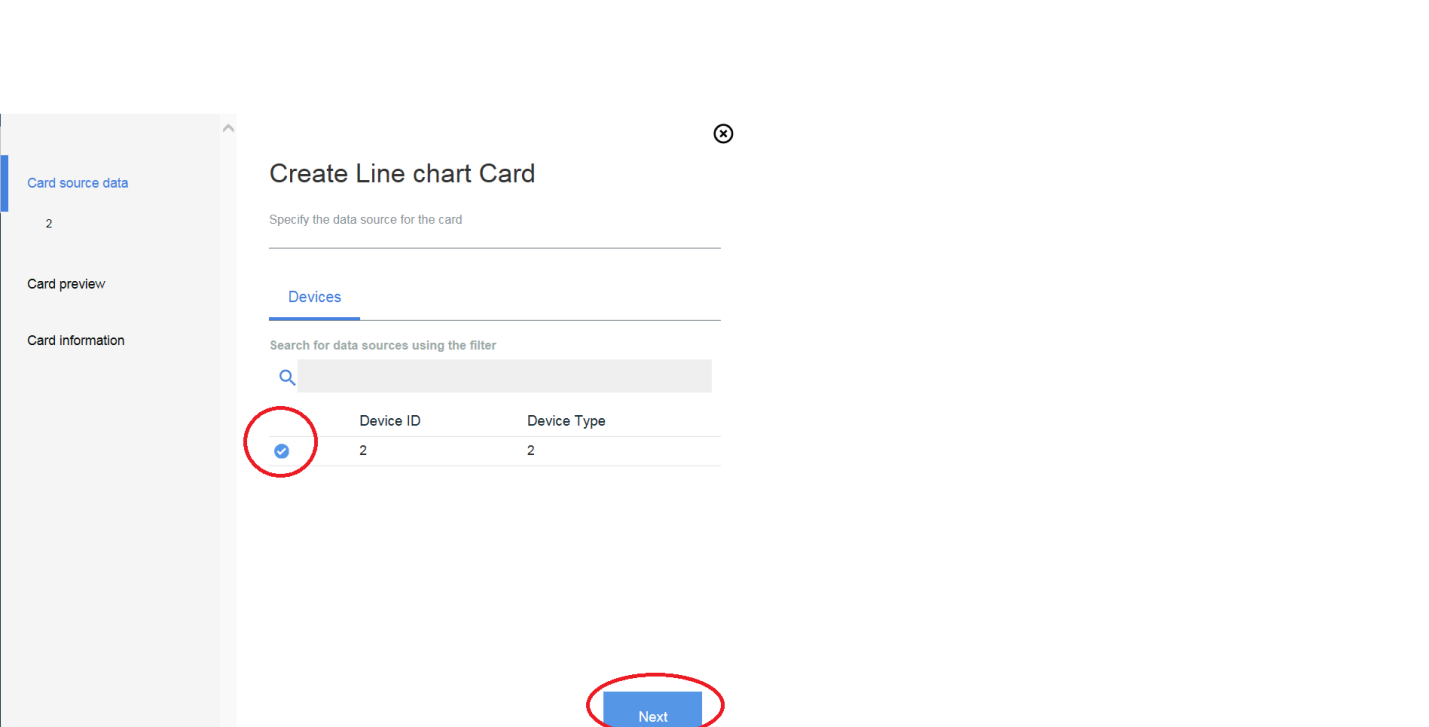 Card source data
2
Card preview
Card information
Create Line chart Card
Specify the data source for the card
Devices
Search for data sources using the filter
Device ID Device Type
2 2
Next